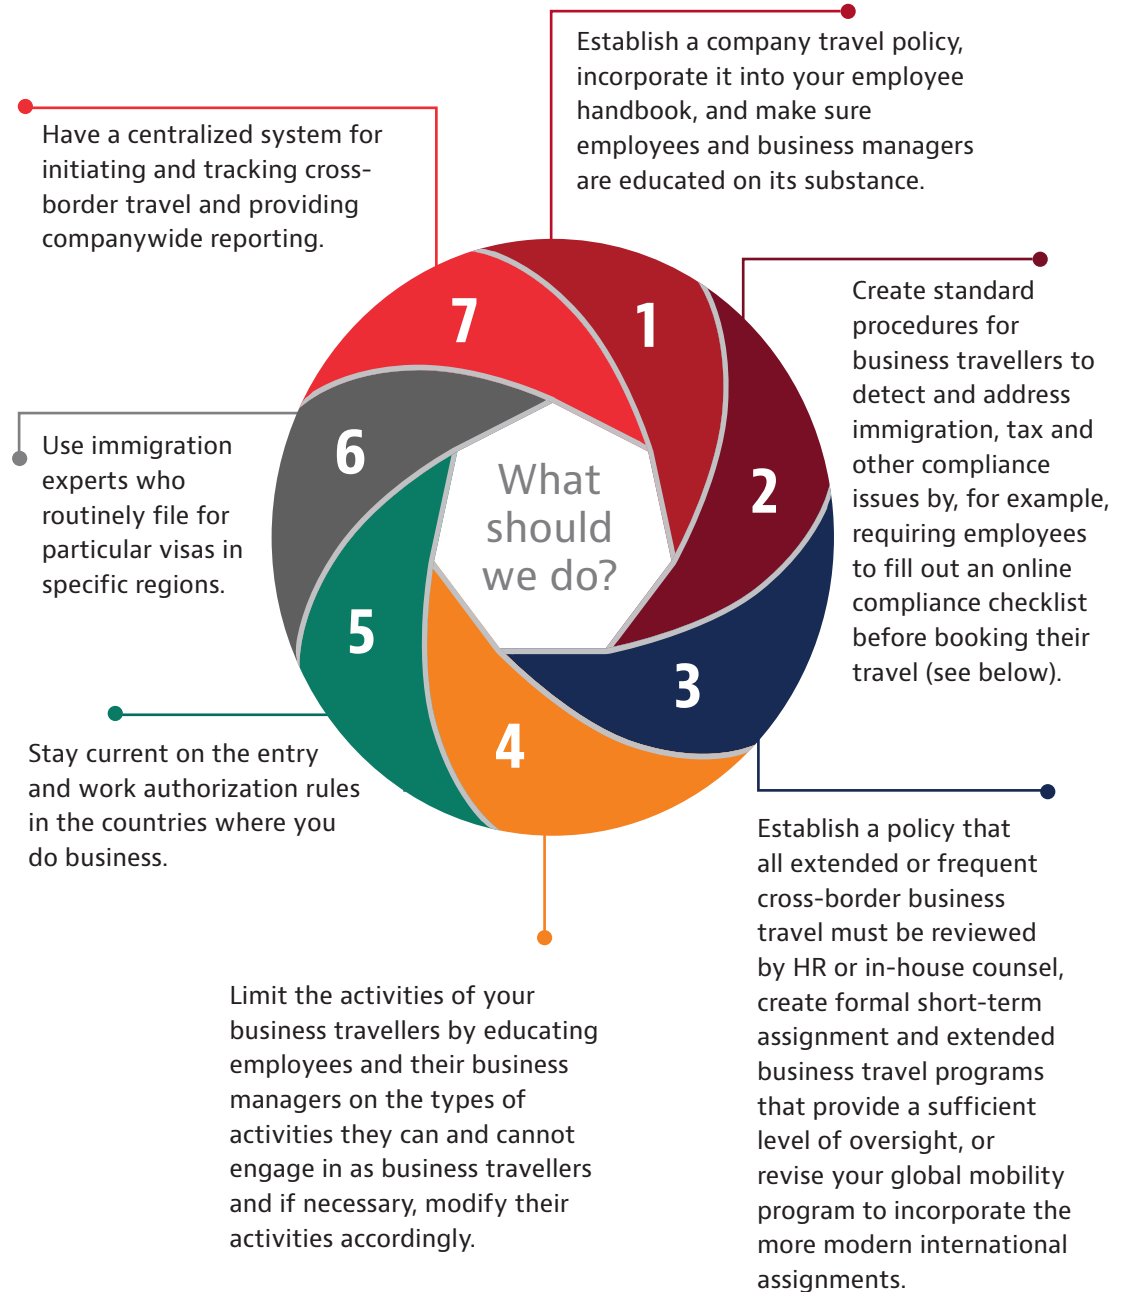 What
should
we do?
1
Establish a company travel policy,
incorporate it into your employee
handbook, and make sure
employees and business managers
are educated on its substance.
2
Create standard
procedures for
business travellers to
detect and address
immigration, tax and
other compliance
issues by, for example,
requiring employees
to fill out an online
compliance checklist
before booking their
travel (see below).
3
Establish a policy that
all extended or frequent
cross-border business
travel must be reviewed
by HR or in-house counsel,
create formal short-term
assignment and extended
business travel programs
that provide a sufficient
level of oversight, or
revise your global mobility
program to incorporate the
more modern international
assignments.
4
Limit the activities of your
business travellers by educating
employees and their business
managers on the types of
activities they can and cannot
engage in as business travellers
and if necessary, modify their
activities accordingly.
5
Stay current on the entry
and work authorization rules
in the countries where you
do business.
6
Use immigration
experts who
routinely file for
particular visas in
specific regions.
7
Have a centralized system for
initiating and tracking cross-
border travel and providing
companywide reporting.